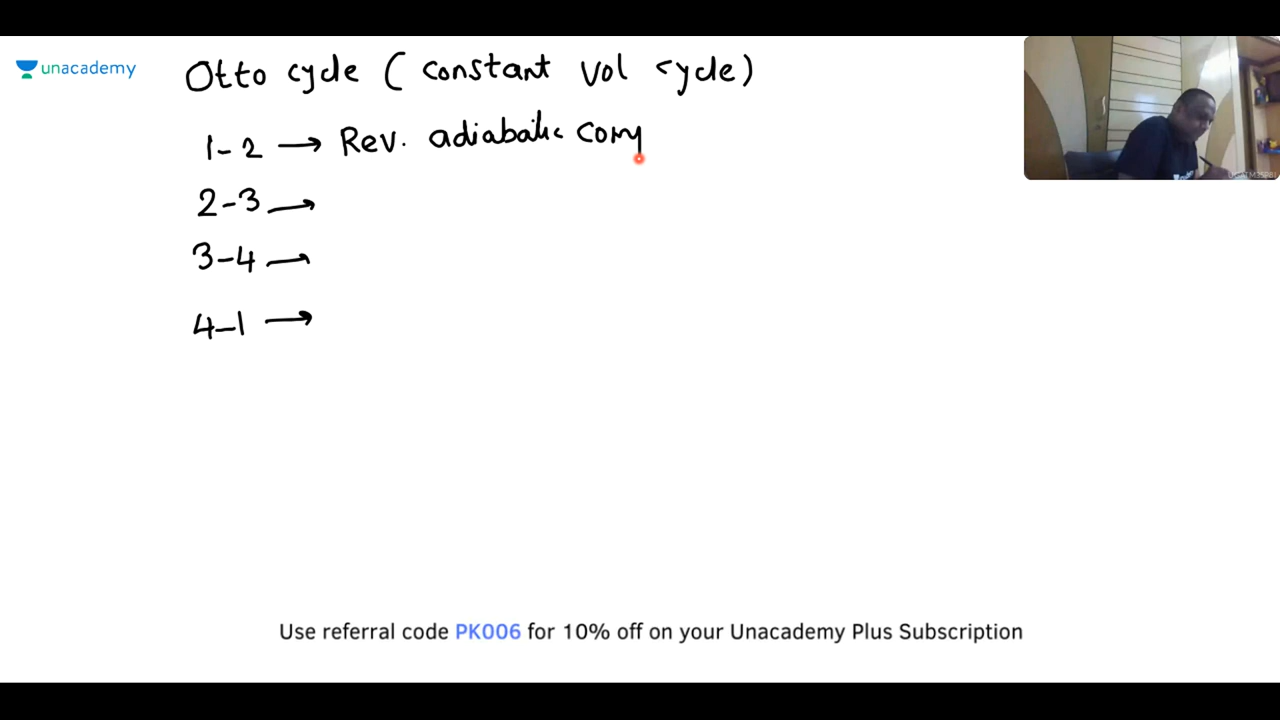 unacademy
Otto cycle (constant vol cycle)
1-2 → Rev. adiabatic com
2-3 →
3-4 →
4-1 →
Use referral code PK006 for 10% off on your Unacademy Plus Subscription